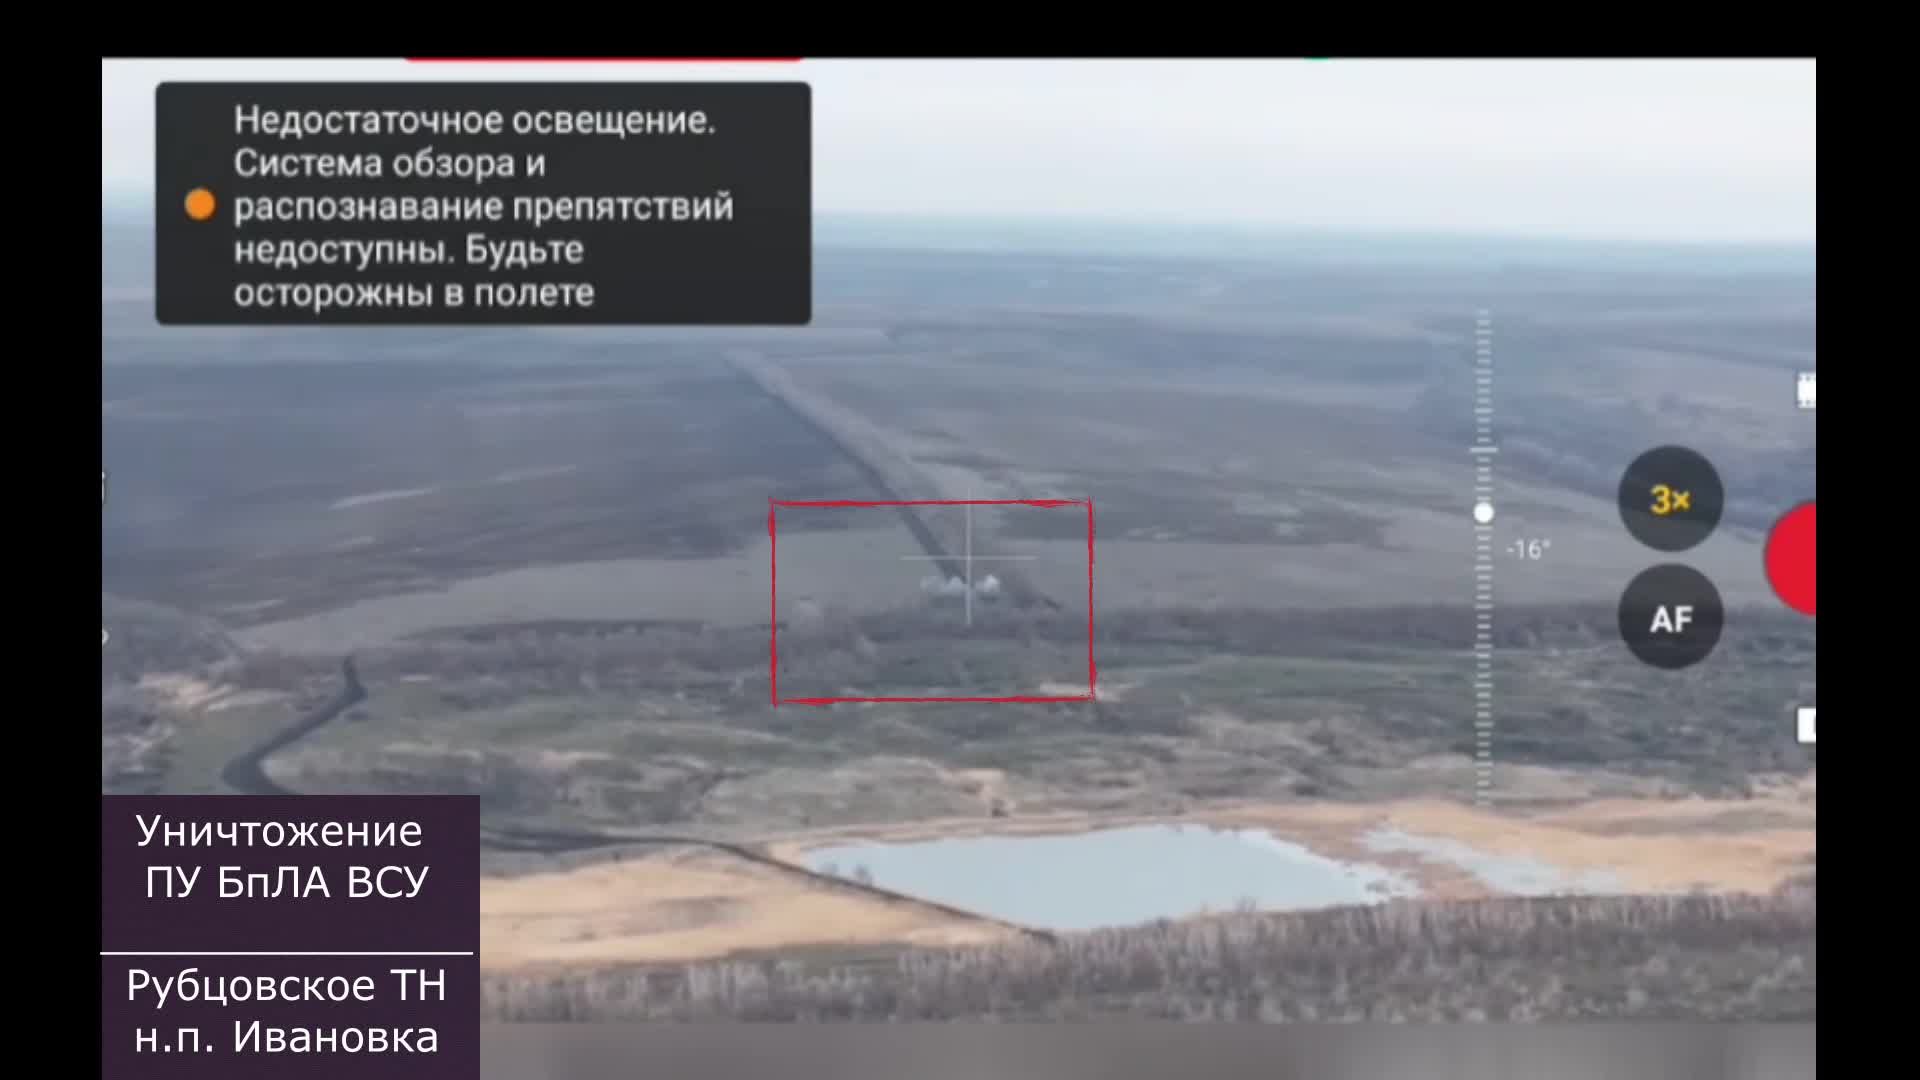 Недостаточное освещение.
Система обзора и
распознавание препятствий
недоступны. Будьте
осторожны в полете
3×
-16°
AF
Уничтожение
ПУ БпЛА ВСУ
Рубцовское ТН
н.п. Ивановка